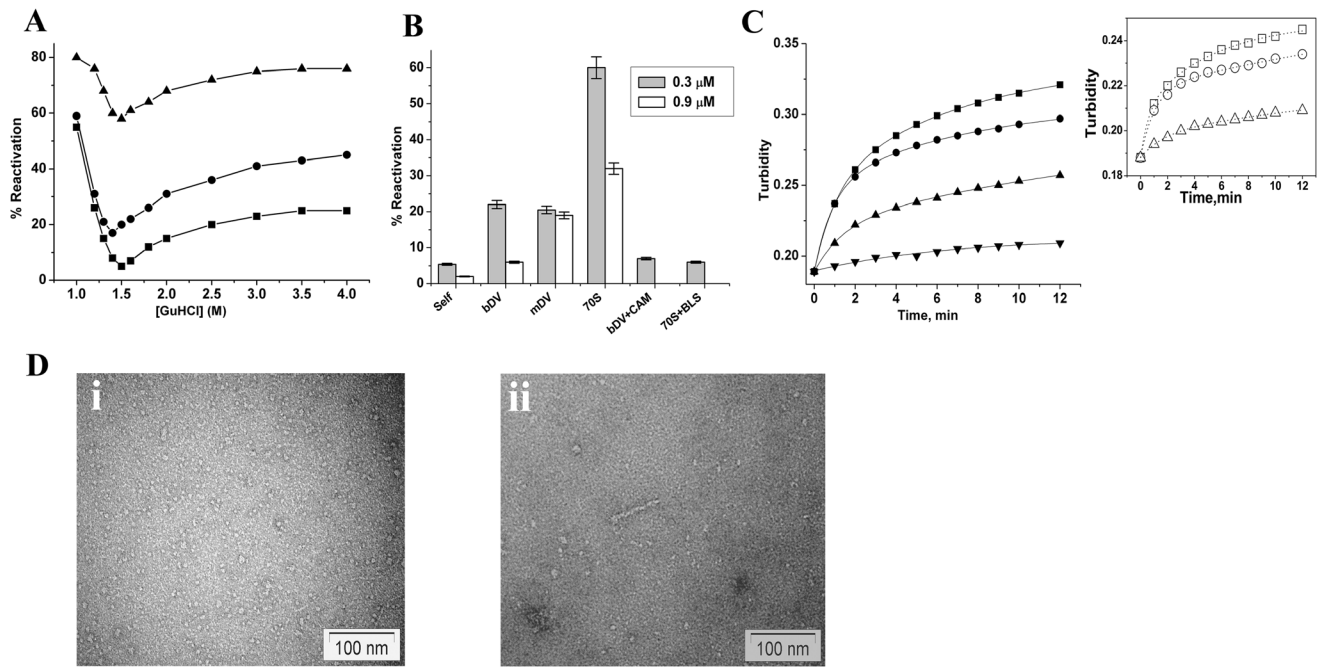 A
% Reactivation
80
60
40
20
0
1.0 1.5 2.0 2.5 3.0 3.5 4.0
[GuHCl] (M)
B
% Reactivation
60
50
40
30
20
10
0
0.3 μM
0.9 μM
Self
bDV
mDV
70S
bDV+CAM
70S+BLS
C
Turbidity
0.35
0.30
0.25
0.20
0 2 4 6 8 10 12
Time, min
Turbidity
0.24
0.22
0.20
0.18
0 2 4 6 8 10 12
Time,min
D
i
100 nm
ii
100 nm